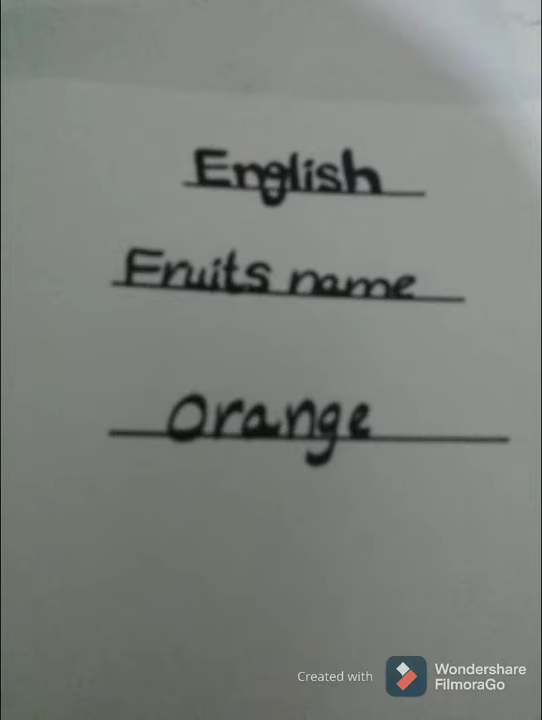 English
Fruits name
orange
Created with Wondershare
FilmoraGo